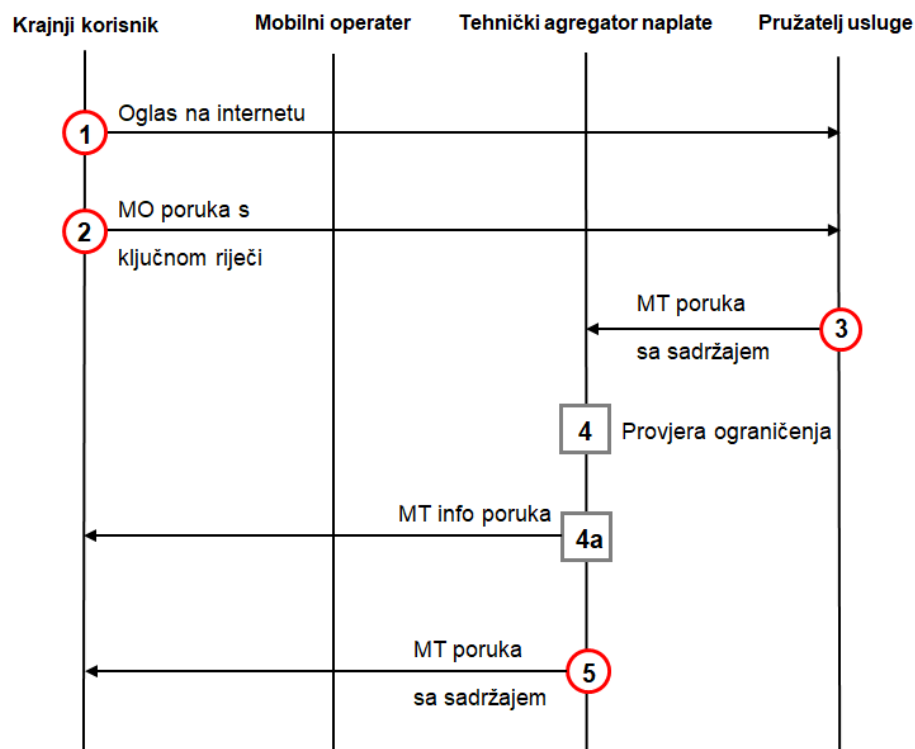 Krajnji korisnik
Mobilni operater
Tehnički agregator naplate
Pružatelj usluge
Oglas na internetu
1
MO poruka s
2
ključnom riječi
MT poruka
3
sa sadržajem
4
Provjera ograničenja
MT info poruka
4a
MT poruka
5
sa sadržajem